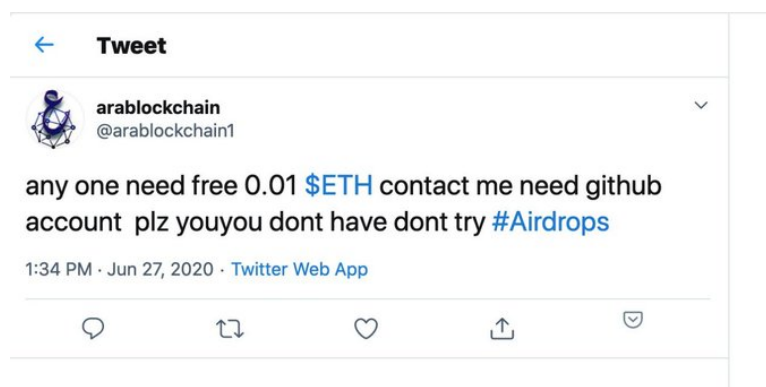 Tweet
arablockchain
@arablockchain1
any one need free 0.01 $ETH contact me need github
account plz youyou dont have dont try #Airdrops
1:34 PM · Jun 27, 2020 · Twitter Web App